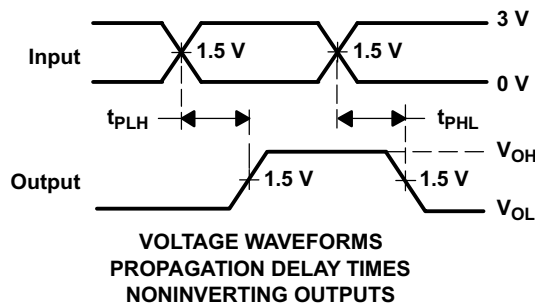 3 V
Input
1.5 V
1.5 V
0 V
tPLH
tPHL
VOH
Output
1.5 V
1.5 V
VOL
VOLTAGE WAVEFORMS
PROPAGATION DELAY TIMES
NONINVERTING OUTPUTS